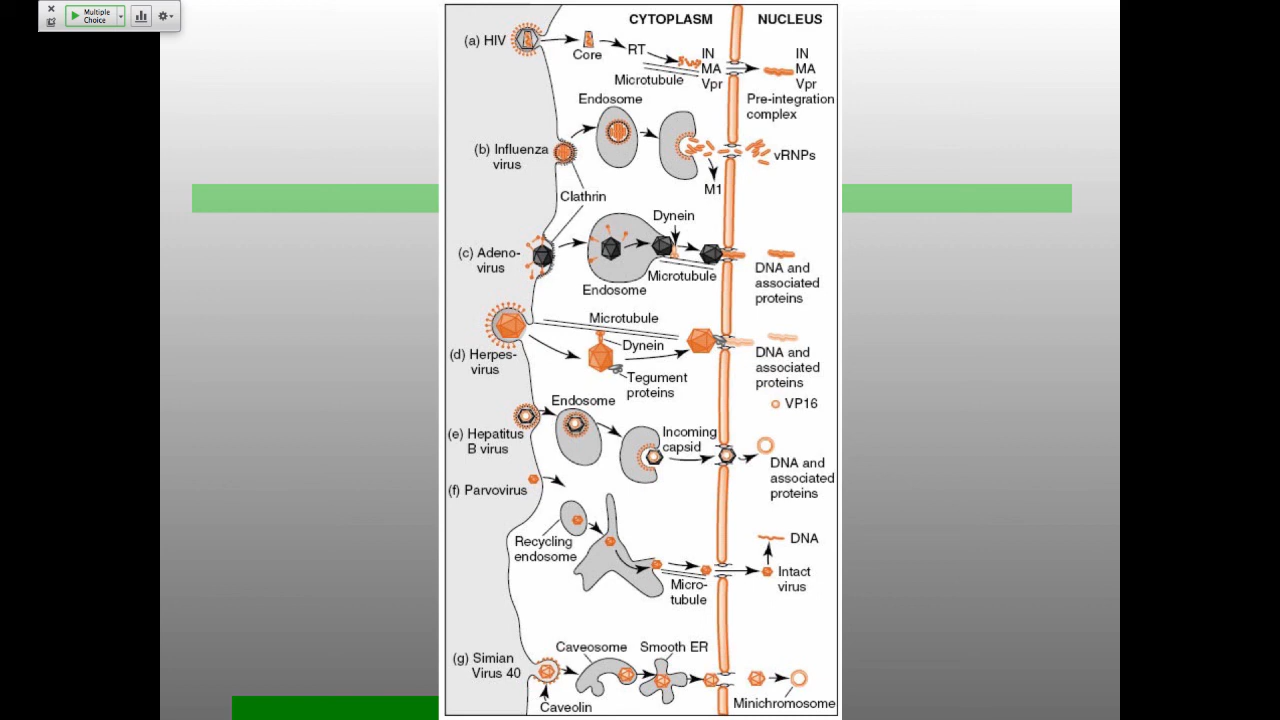 Multiple
Choice
CYTOPLASM
NUCLEUS
(a) HIV
Core
RT
IN
MA
Vpr
Microtubule
IN
MA
Vpr
Pre-integration
complex
Endosome
(b) Influenza
virus
vRNPs
M1
Clathrin
Dynein
(c) Adeno-
virus
Microtubule
Endosome
DNA and
associated
proteins
Microtubule
Dynein
(d) Herpes-
virus
Tegument
proteins
DNA and
associated
proteins
VP16
Endosome
(e) Hepatitus
B virus
Incoming
capsid
DNA and
associated
proteins
(f) Parvovirus
Recycling
endosome
DNA
Intact
virus
Micro-
tubule
(g) Simian
Virus 40
Caveosome
Smooth ER
Caveolin
Minichromosome